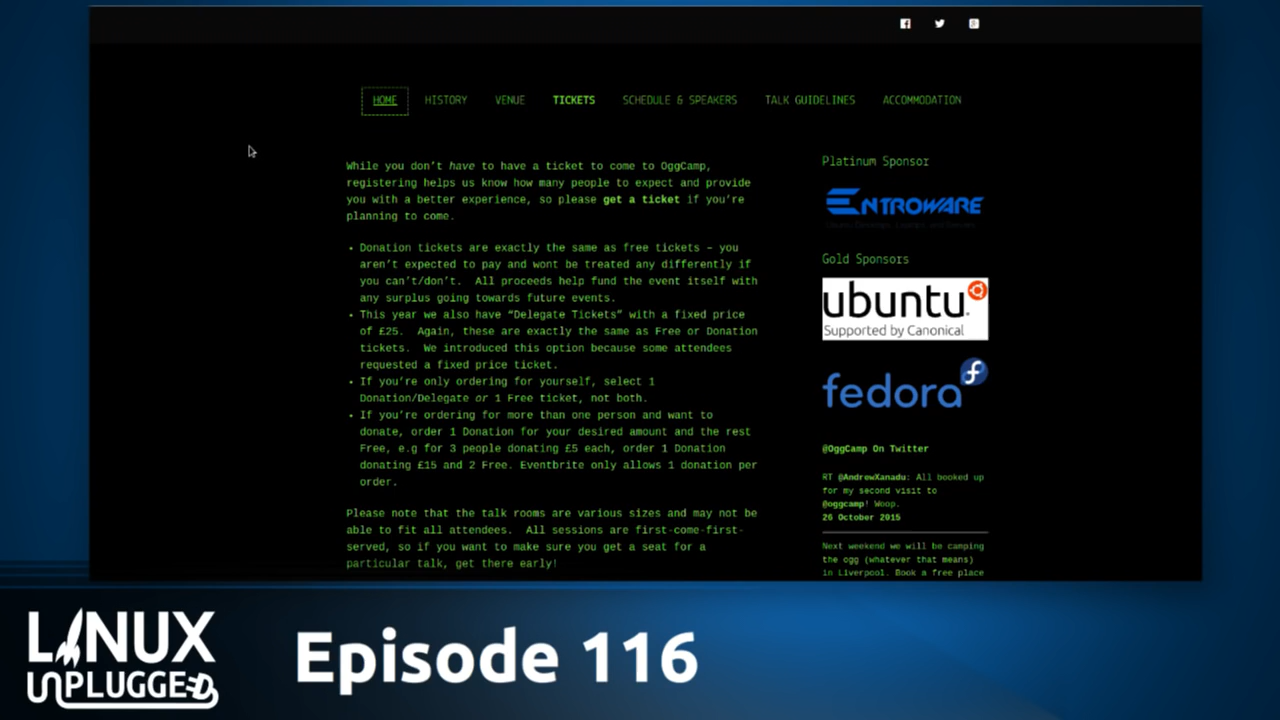 HOME HISTORY VENUE TICKETS SCHEDULE & SPEAKERS TALK GUIDELINES ACCOMMODATION
While you don't have to have a ticket to come to OggCamp,
registering helps us know how many people to expect and provide
you with a better experience, so please get a ticket if you're
planning to come.
• Donation tickets are exactly the same as free tickets – you
aren't expected to pay and wont be treated any differently if
you can't/don't. All proceeds help fund the event itself with
any surplus going towards future events.
• This year we also have “Delegate Tickets” with a fixed price
of £25. Again, these are exactly the same as Free or Donation
tickets. We introduced this option because some attendees
requested a fixed price ticket.
• If you're only ordering for yourself, select 1
Donation/Delegate or 1 Free ticket, not both.
• If you're ordering for more than one person and want to
donate, order 1 Donation for your desired amount and the rest
Free, e.g for 3 people donating £5 each, order 1 Donation
donating £15 and 2 Free. Eventbrite only allows 1 donation per
order.
Please note that the talk rooms are various sizes and may not be
able to fit all attendees. All sessions are first-come-first-
served, so if you want to make sure you get a seat for a
particular talk, get there early!
Platinum Sponsor
ENTROWARE
Gold Sponsors
ubuntu
Supported by Canonical
fedora
@OggCamp On Twitter
RT @AndrewXanadu: All booked up
for my second visit to
@oggcamp! Woop.
26 October 2015
Next weekend we will be camping
the ogg (whatever that means)
in Liverpool. Book a free place
LINUX
UNPLUGGED
Episode 116